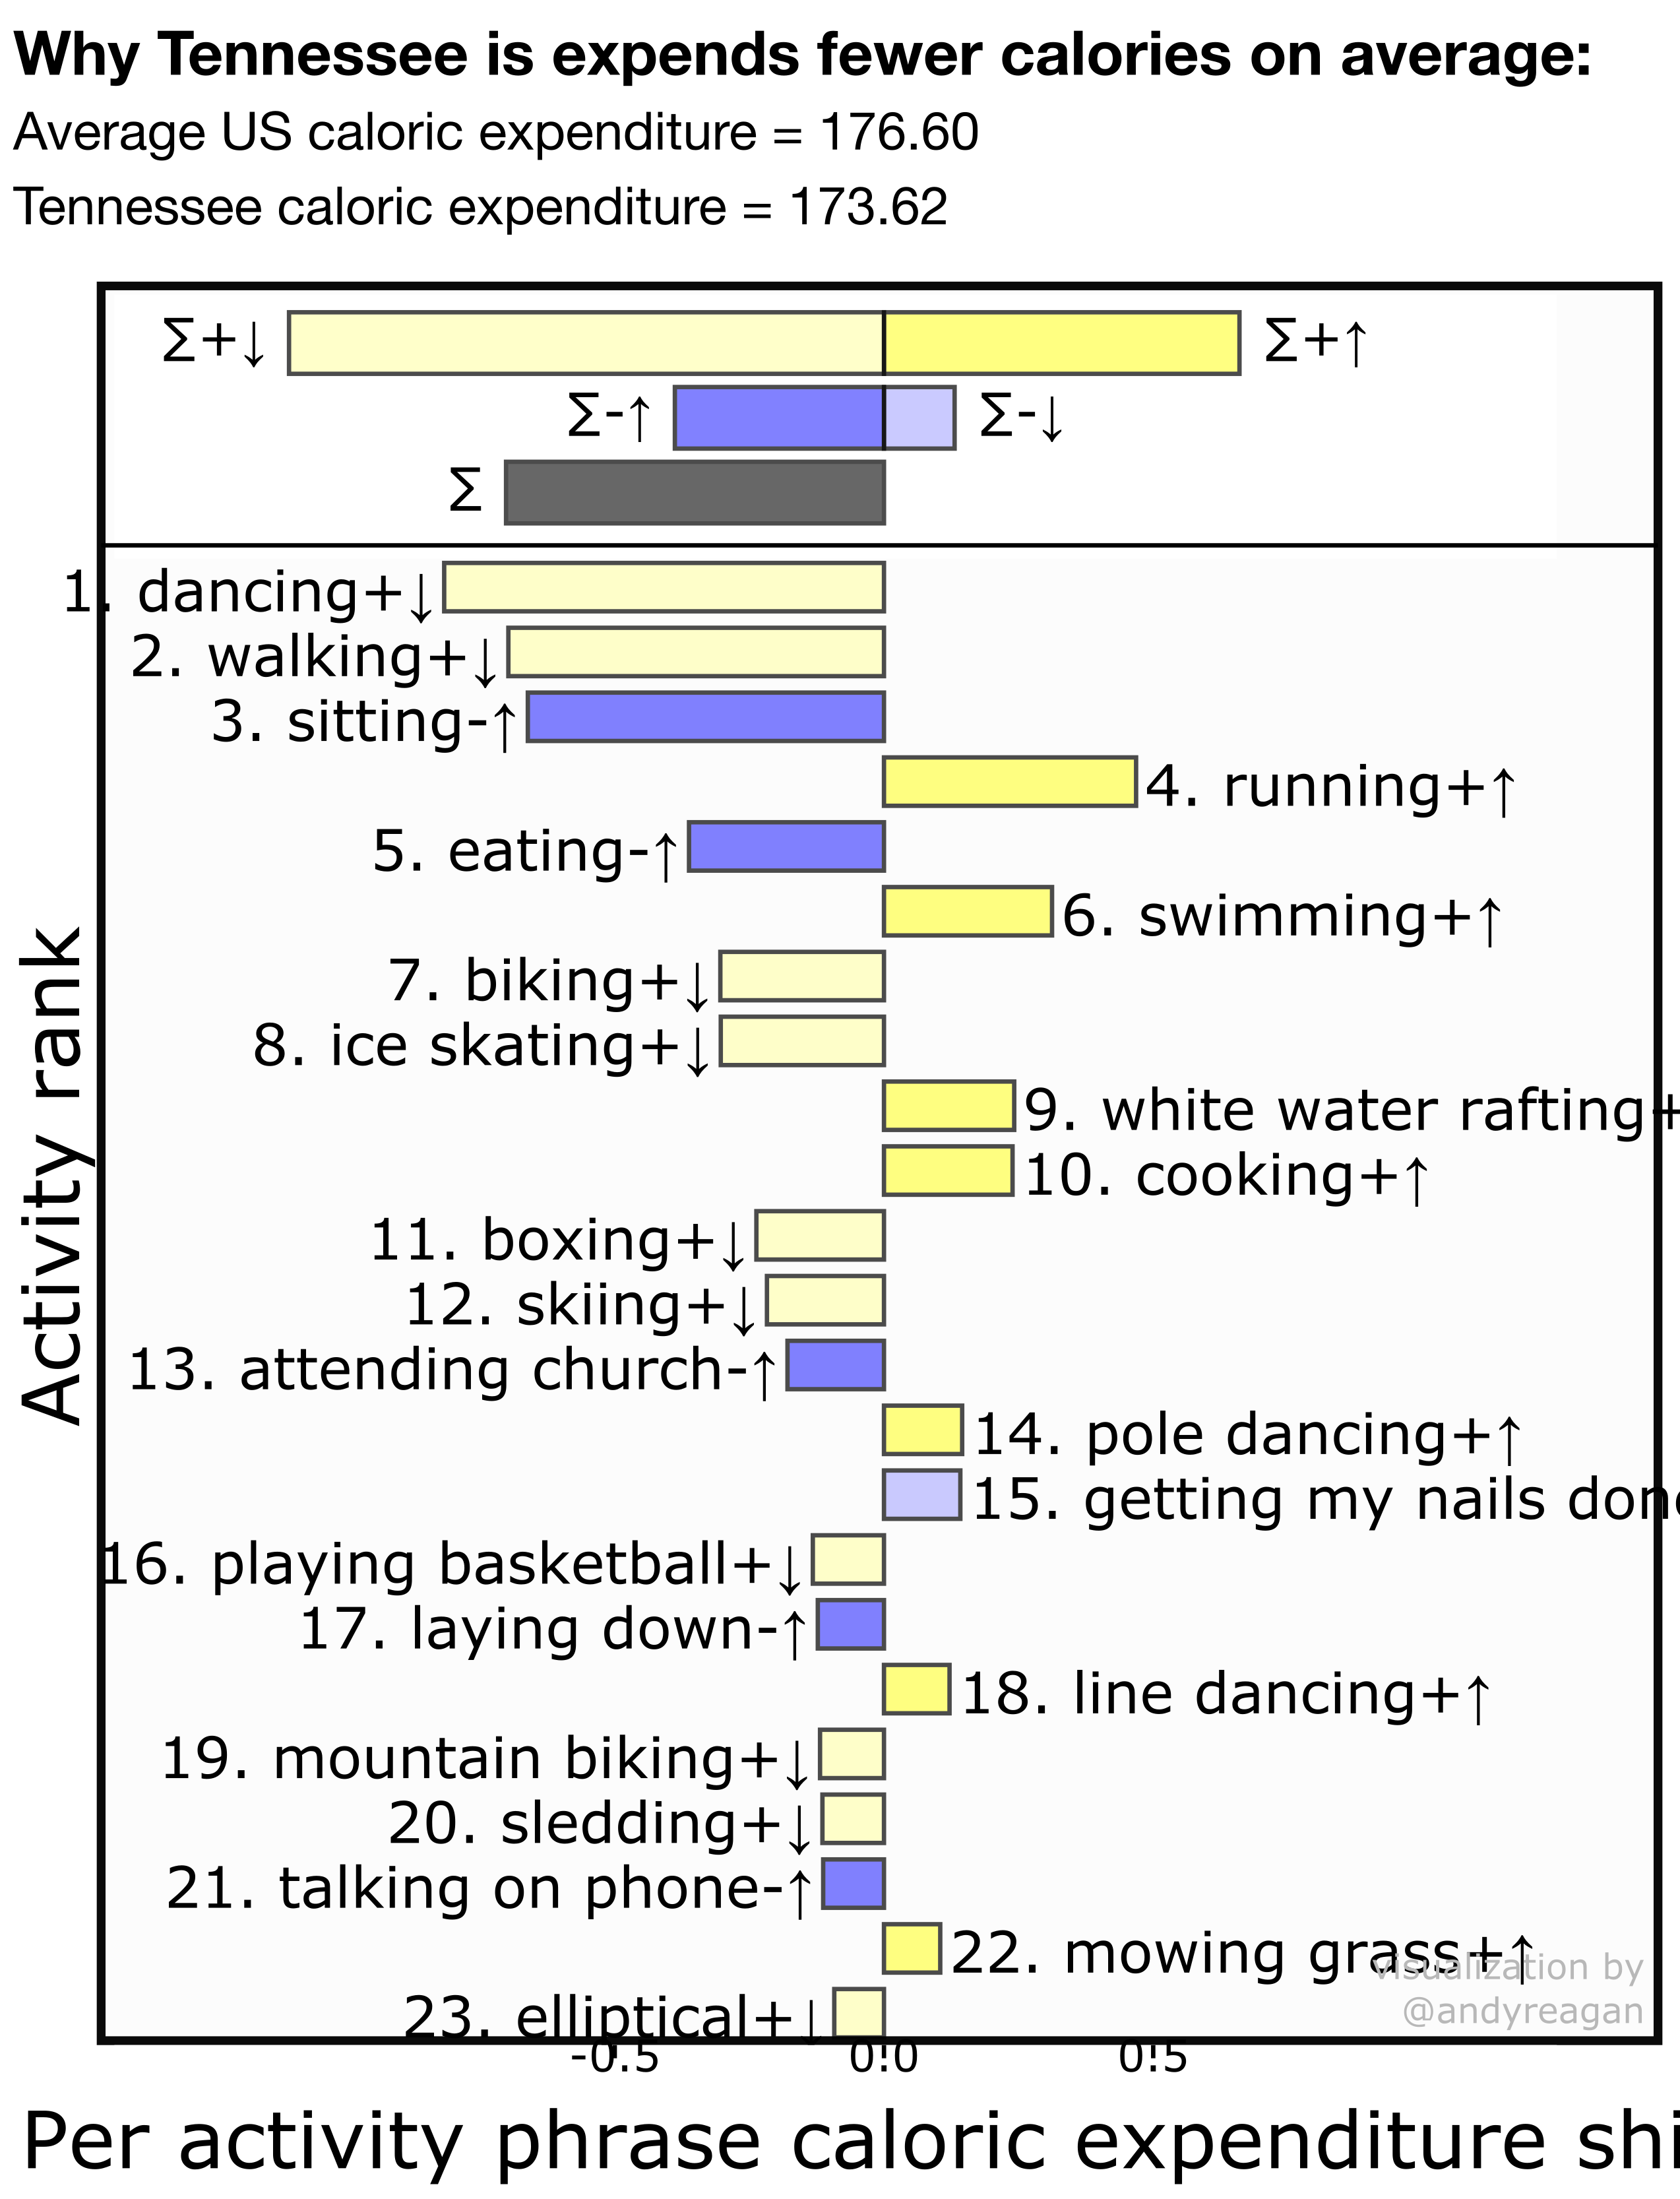 Why Tennessee is expends fewer calories on average:
Average US caloric expenditure = 176.60
Tennessee caloric expenditure = 173.62
∑+↓
∑+↑
∑-↑
∑-↓
∑
1. dancing+↓
2. walking+↓
3. sitting-↑
4. running+↑
5. eating-↑
6. swimming+↑
7. biking+↓
8. ice skating+↓
9. white water rafting+
10. cooking+↑
11. boxing+↓
12. skiing+↓
13. attending church-↑
14. pole dancing+↑
15. getting my nails done
16. playing basketball+↓
17. laying down-↑
18. line dancing+↑
19. mountain biking+↓
20. sledding+↓
21. talking on phone-↑
22. mowing grass+↑
23. elliptical+↓
Activity rank
visualization by
@andyreagan
-0.5 0.0 0.5
Per activity phrase caloric expenditure shi